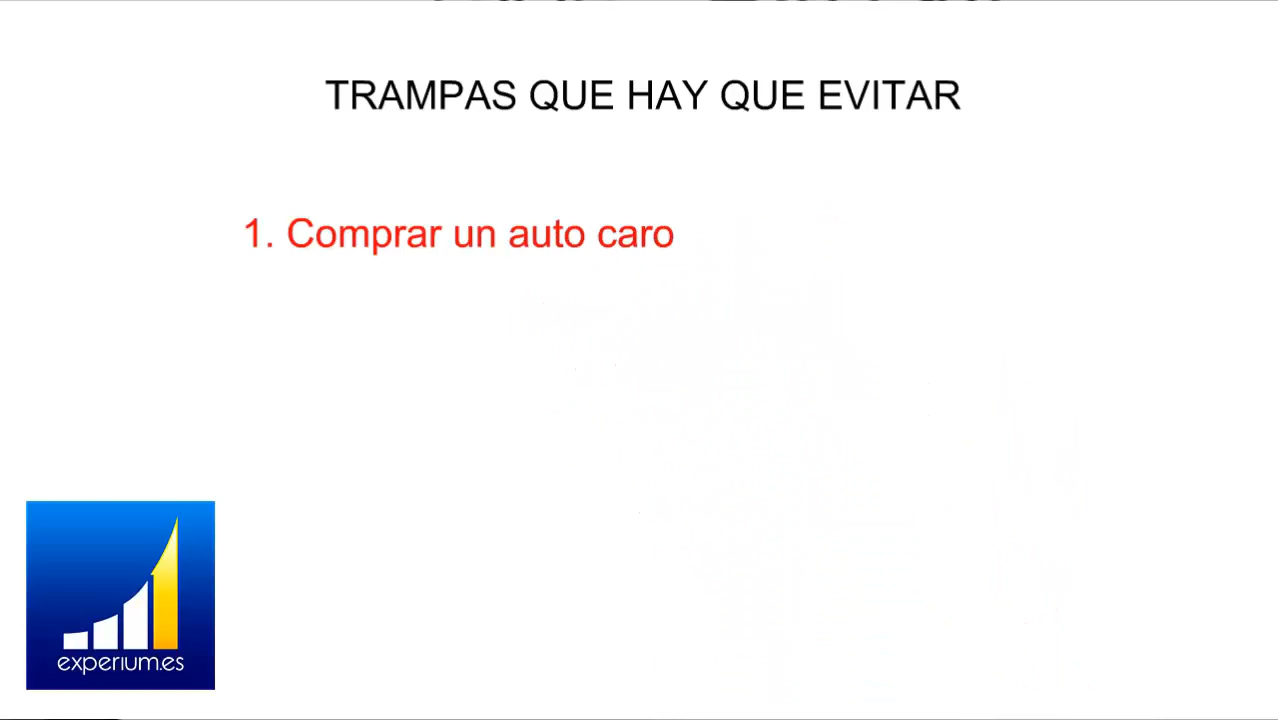 TRAMPAS QUE HAY QUE EVITAR
1. Comprar un auto caro
experium.es